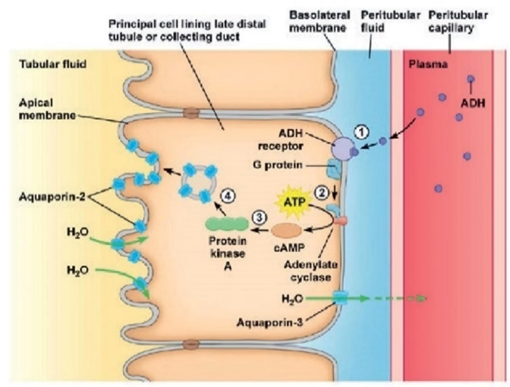 Principal cell lining late distal
tubule or collecting duct
Basolateral
membrane
Peritubular
fluid
Peritubular
capillary
Tubular fluid
Plasma
Apical
membrane
ADH
ADH
receptor
1
G protein
Aquaporin-2
ATP
2
4
3
H₂O
Protein
kinase
A
cAMP
Adenylate
cyclase
H₂O
H₂O
Aquaporin-3